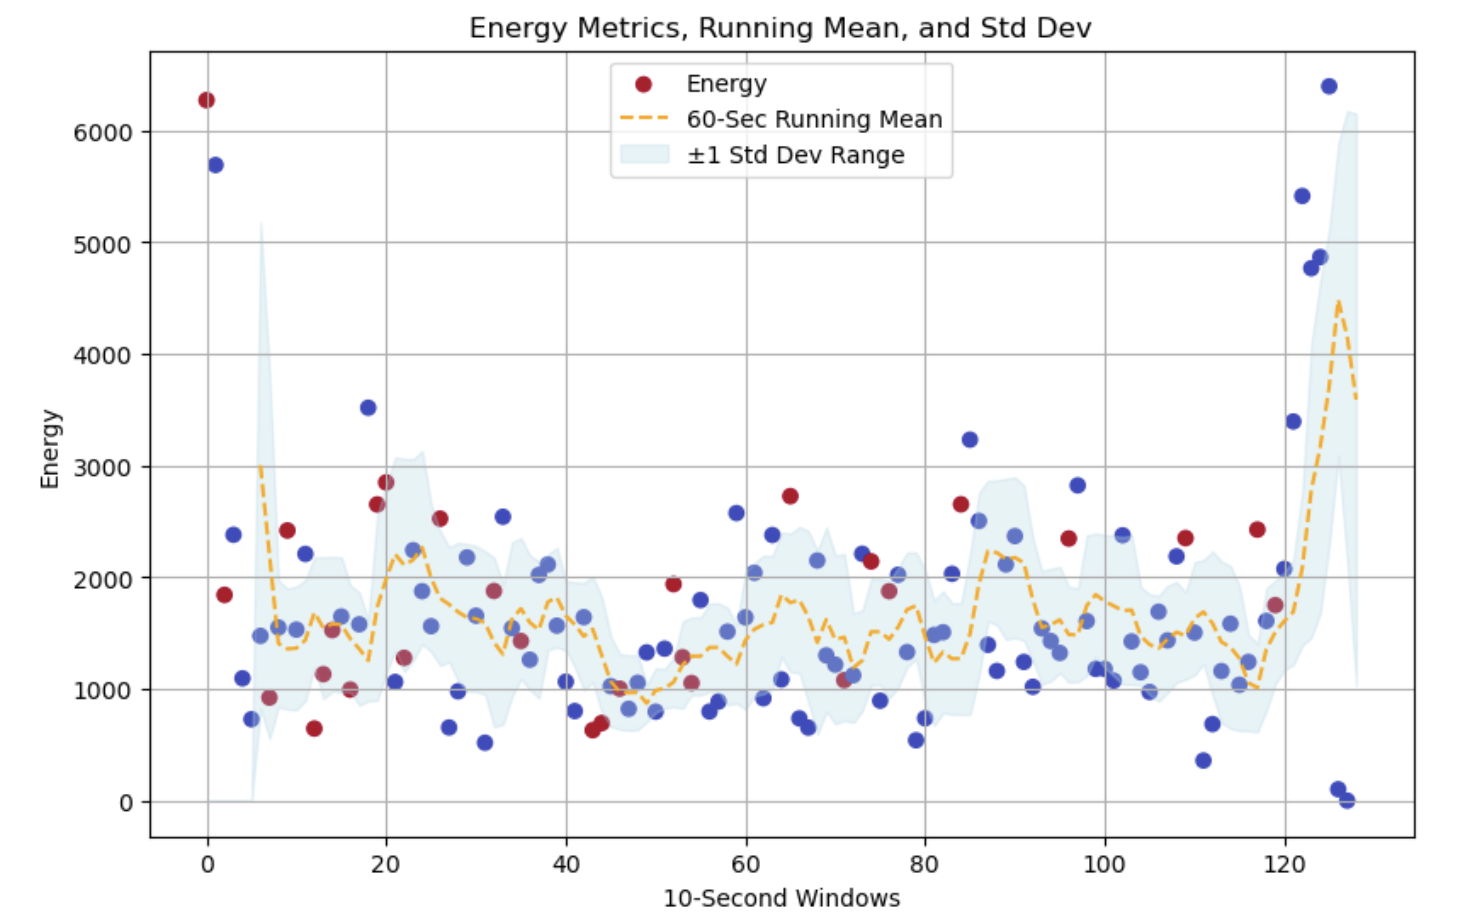 Energy Metrics, Running Mean, and Std Dev
Energy
60-Sec Running Mean
±1 Std Dev Range
6000
5000
4000
3000
2000
1000
0
Energy
0 20 40 60 80 100 120
10-Second Windows